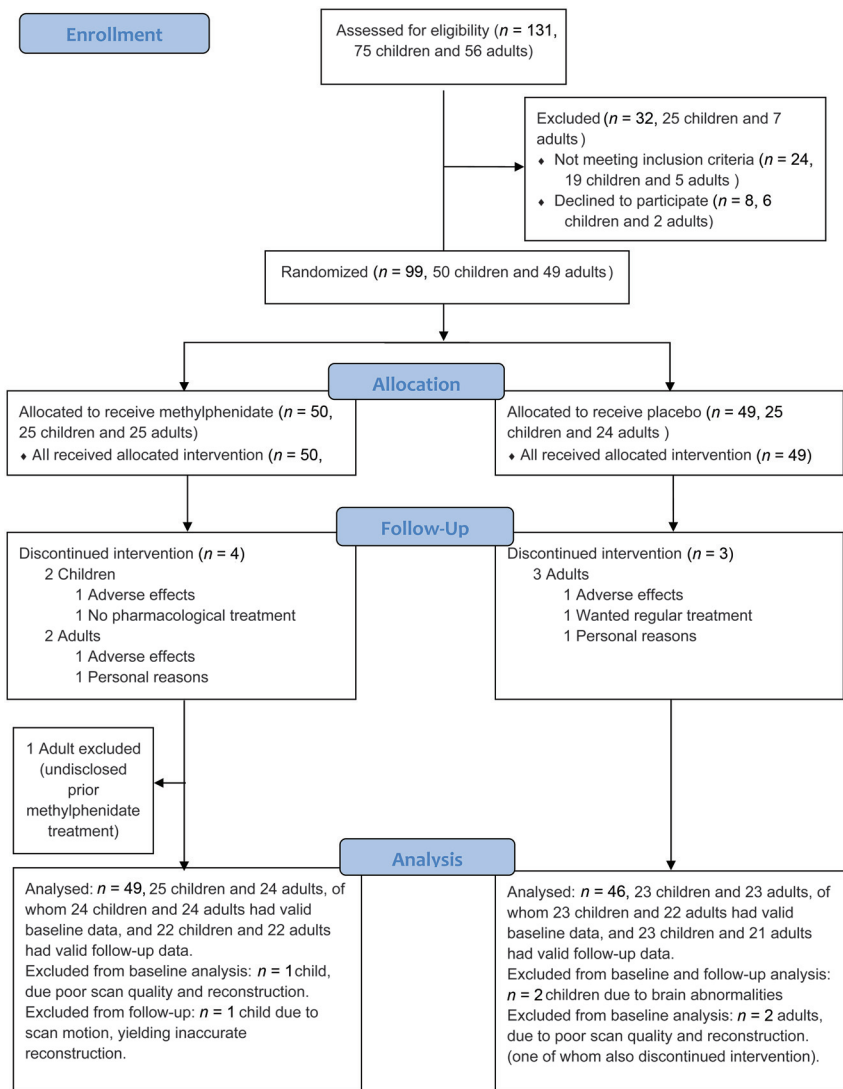 Enrollment
Assessed for eligibility (n = 131,
75 children and 56 adults)
Excluded (n = 32, 25 children and 7
adults )
♦ Not meeting inclusion criteria (n = 24,
19 children and 5 adults )
♦ Declined to participate (n = 8, 6
children and 2 adults)
Randomized (n = 99, 50 children and 49 adults)
Allocation
Allocated to receive methylphenidate (n = 50,
25 children and 25 adults)
♦ All received allocated intervention (n = 50,
Allocated to receive placebo (n = 49, 25
children and 24 adults )
♦ All received allocated intervention (n = 49)
Follow-Up
Discontinued intervention (n = 4)
2 Children
1 Adverse effects
1 No pharmacological treatment
2 Adults
1 Adverse effects
1 Personal reasons
Discontinued intervention (n = 3)
3 Adults
1 Adverse effects
1 Wanted regular treatment
1 Personal reasons
1 Adult excluded
(undisclosed
prior
methylphenidate
treatment)
Analysis
Analysed: n = 49, 25 children and 24 adults, of
whom 24 children and 24 adults had valid
baseline data, and 22 children and 22 adults
had valid follow-up data.
Excluded from baseline analysis: n = 1 child,
due poor scan quality and reconstruction.
Excluded from follow-up: n = 1 child due to
scan motion, yielding inaccurate
reconstruction.
Analysed: n = 46, 23 children and 23 adults, of
whom 23 children and 22 adults had valid
baseline data, and 23 children and 21 adults
had valid follow-up data.
Excluded from baseline and follow-up analysis:
n = 2 children due to brain abnormalities
Excluded from baseline analysis: n = 2 adults,
due to poor scan quality and reconstruction.
(one of whom also discontinued intervention).